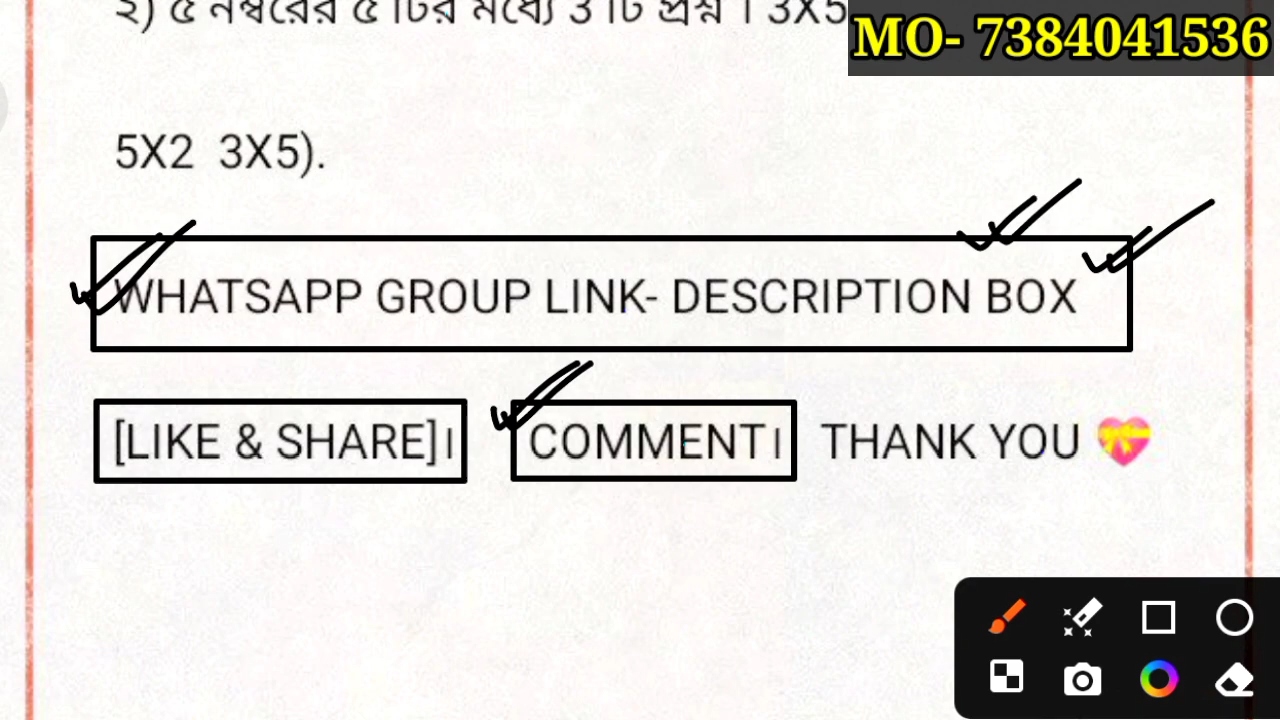 ২) ৫ নম্বরের ৫ টির মধ্যে 3 টি প্রশ্ন । 3X5
MO- 7384041536
5X2 3X5).
WHATSAPP GROUP LINK- DESCRIPTION BOX
[LIKE & SHARE]। COMMENT। THANK YOU 💝